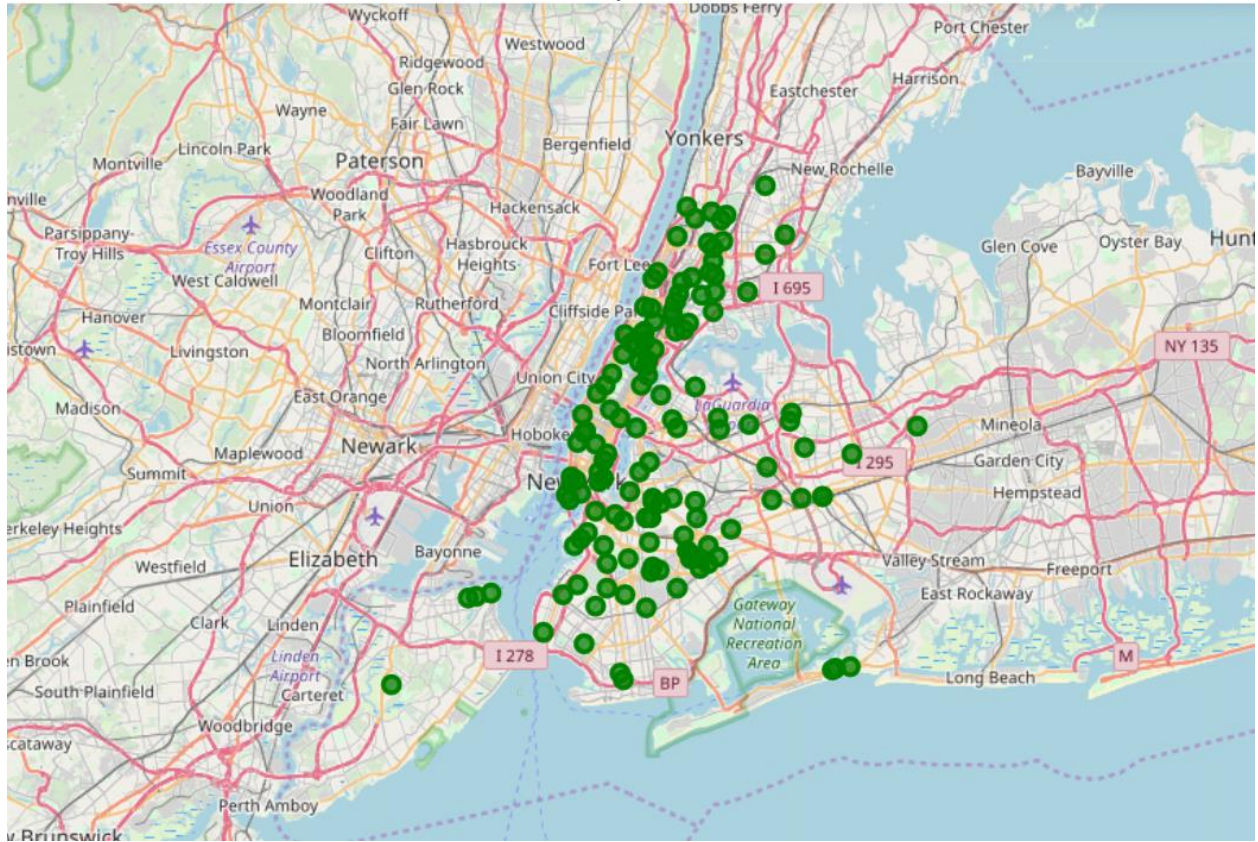 Dobbs Ferry
Wyckoff
Port Chester
Westwood
Ridgewood
Harrison
Glen Rock
Eastchester
Wayne
Fair Lawn
Yonkers
Lincoln Park
Bergenfield
Paterson
Montville
New Rochelle
Bayville
Woodland
Park
nville
Hackensack
Parsippany-
Troy Hills
Essex County
Airport
Clifton
Hasbrouck
Heights
Glen Cove
Oyster Bay
Hunt
Fort Lee
West Caldwell
I 695
Montclair
Rutherford
Cliffside Par
Hanover
Bloomfield
NY 135
istown
Livingston
North Arlington
Union City
East Orange
LaGuardia
Madison
Mineola
Newark
Hoboke
Maplewood
Garden City
I 295
Summit
New
k
Hempstead
Union
erkeley Heights
Elizabeth
Bayonne
Valley Stream
Freeport
Westfield
East Rockaway
Plainfield
Gateway
National
Recreation
Area
Clark
Linden
en Brook
I 278
Linden
Airport
M
BP
Long Beach
South Plainfield
Carteret
Woodbridge
scataway
Perth Amboy
w Brunswick